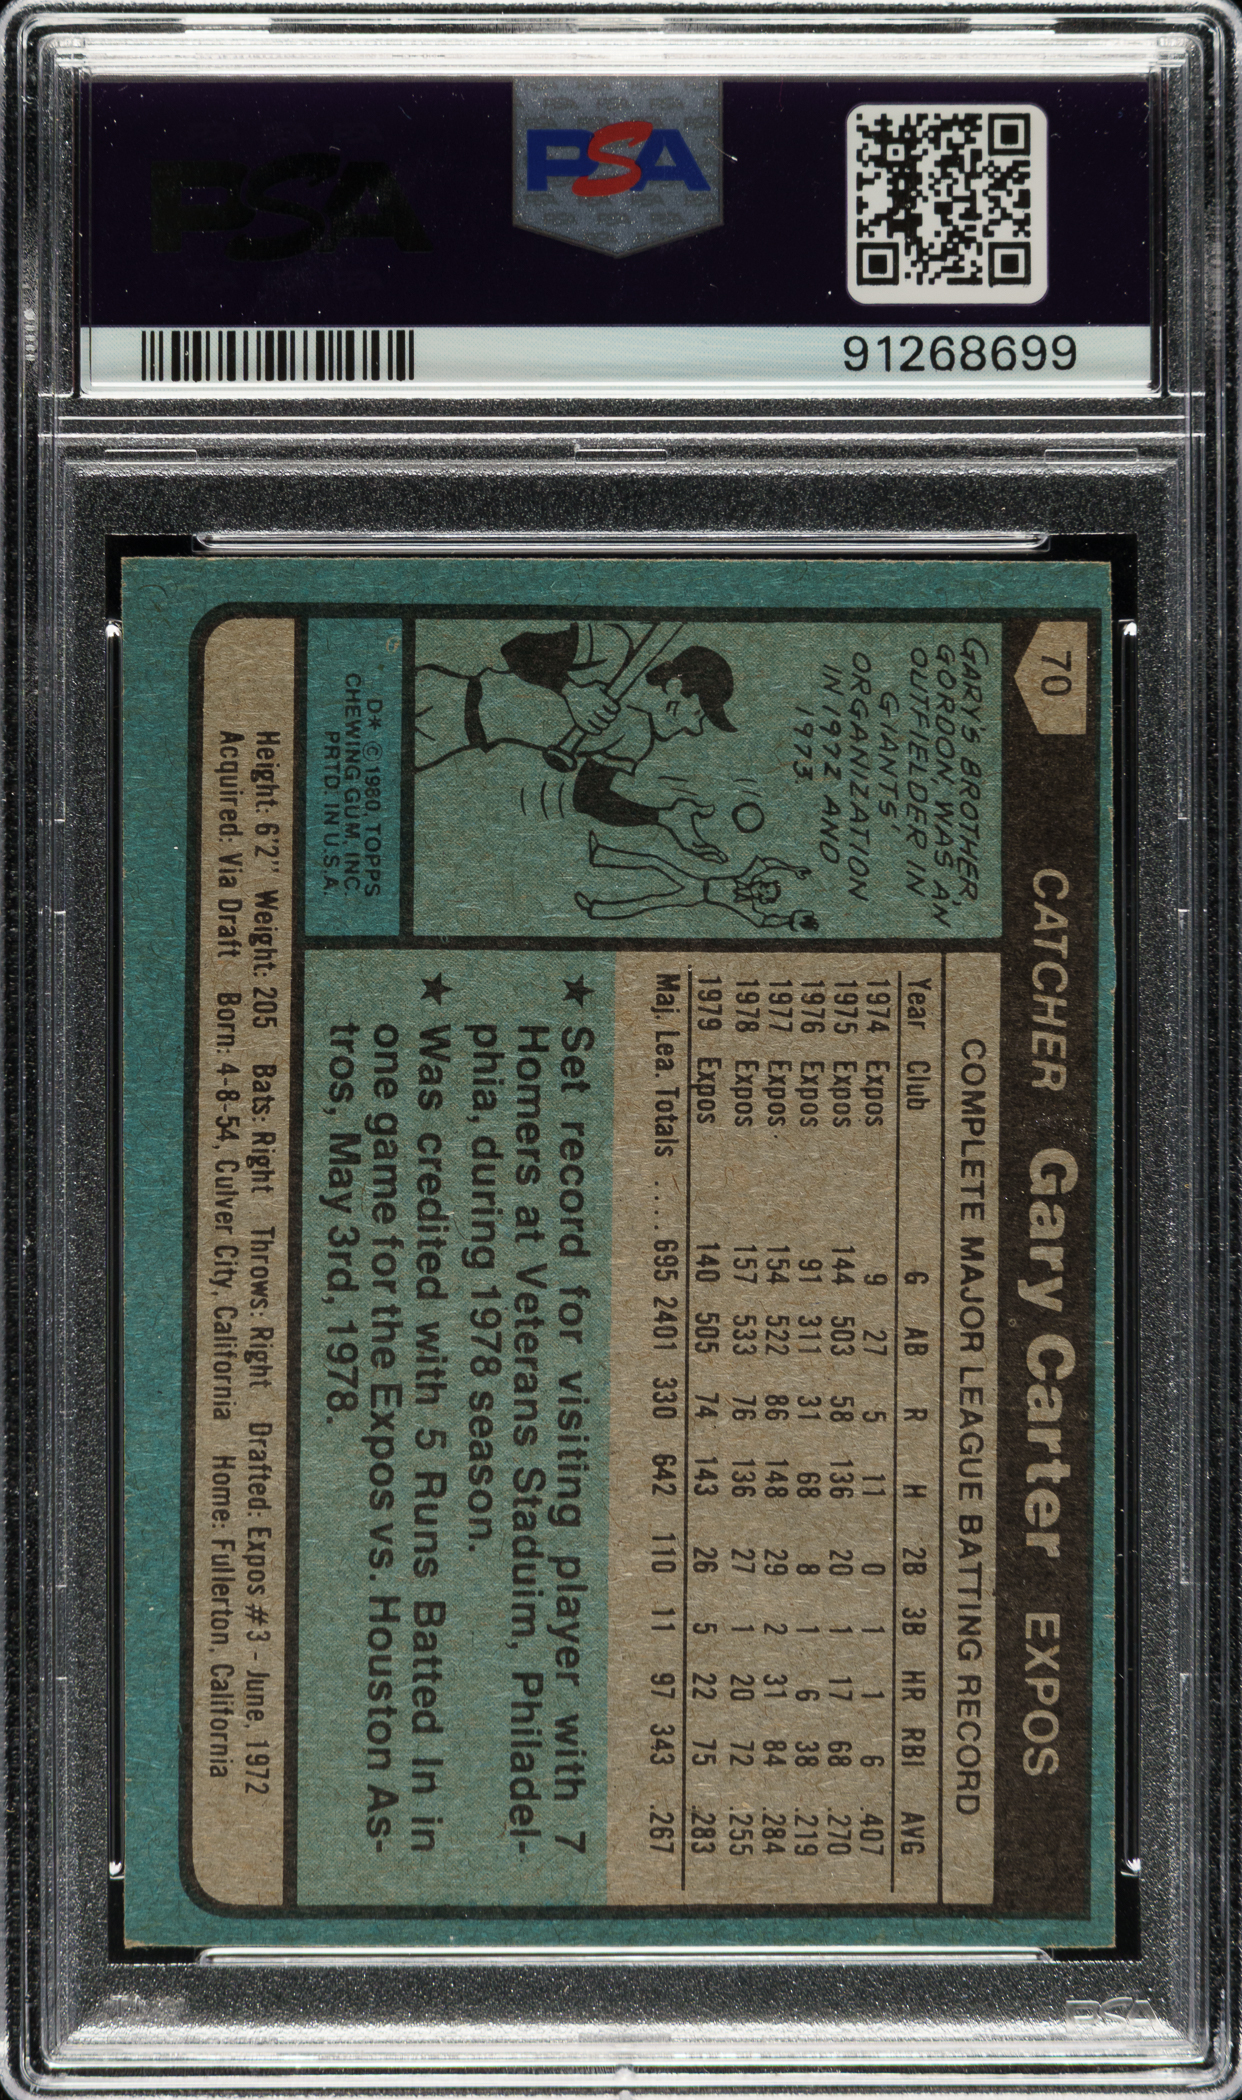 PSA
PSA
91268699
70
CATCHER Gary Carter EXPOS
GARY'S BROTHER,
GORDON, WAS AN
OUTFIELDER IN
GIANTS'
ORGANIZATION
IN 1972 AND
1973.
D* © 1980, TOPPS
CHEWING GUM, INC.
PRTD. IN U.S.A.
COMPLETE MAJOR LEAGUE BATTING RECORD
Year Club G AB R H 2B 3B HR RBI AVG
1974 Expos 9 27 5 11 0 1 1 6 .407
1975 Expos 144 503 58 136 20 1 17 68 .270
1976 Expos 91 311 31 68 8 1 6 38 .219
1977 Expos 154 522 86 148 29 2 31 84 .284
1978 Expos 157 533 76 136 27 1 20 72 .255
1979 Expos 140 505 74 143 26 5 22 75 .283
Maj. Lea. Totals .... 695 2401 330 642 110 11 97 343 .267
★ Set record for visiting player with 7
Homers at Veterans Staduim, Philadel-
phia, during 1978 season.
★ Was credited with 5 Runs Batted In in
one game for the Expos vs. Houston As-
tros, May 3rd, 1978.
Height: 6'2" Weight: 205 Bats: Right Throws: Right Drafted: Expos #3 - June, 1972
Acquired: Via Draft Born: 4-8-54, Culver City, California Home: Fullerton, California
PSA